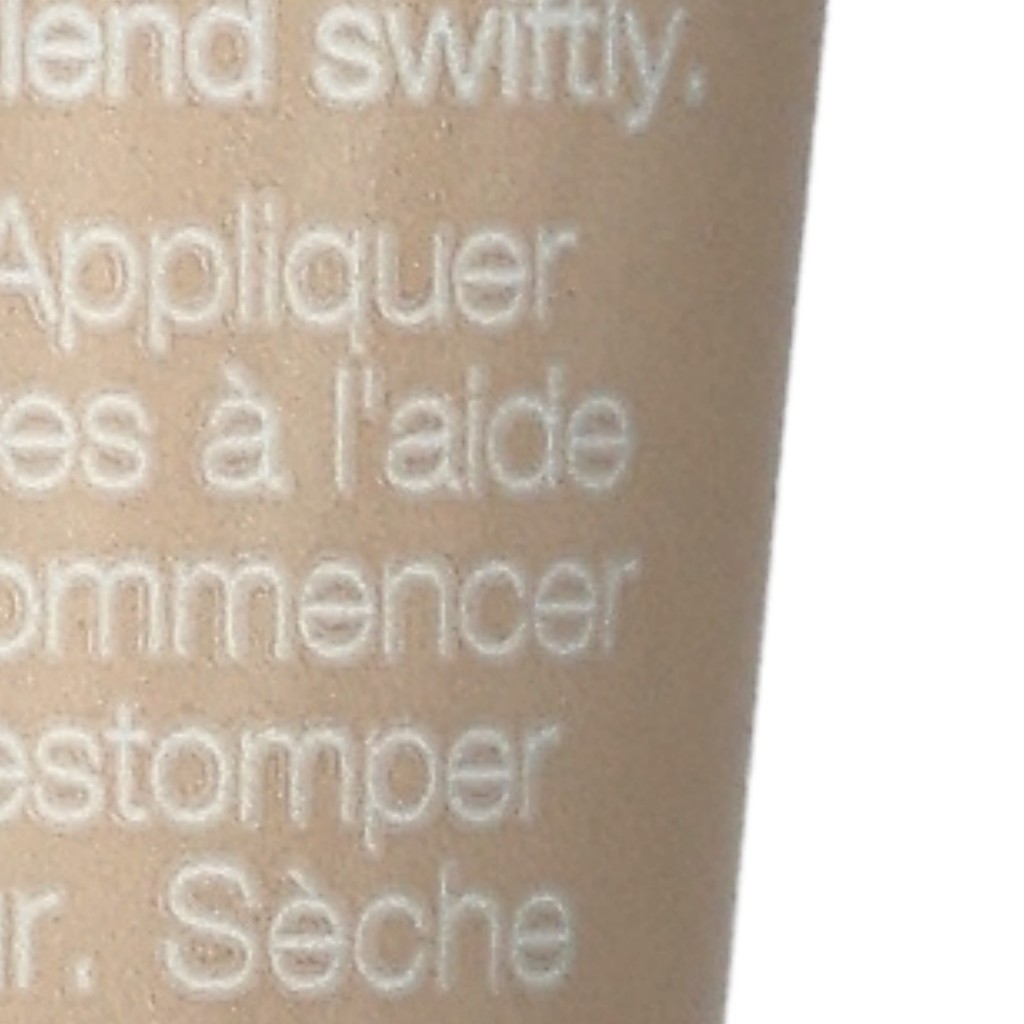 lend swiftly.
Appliquer
es à l'aide
ommencer
estomper
r. Sèche